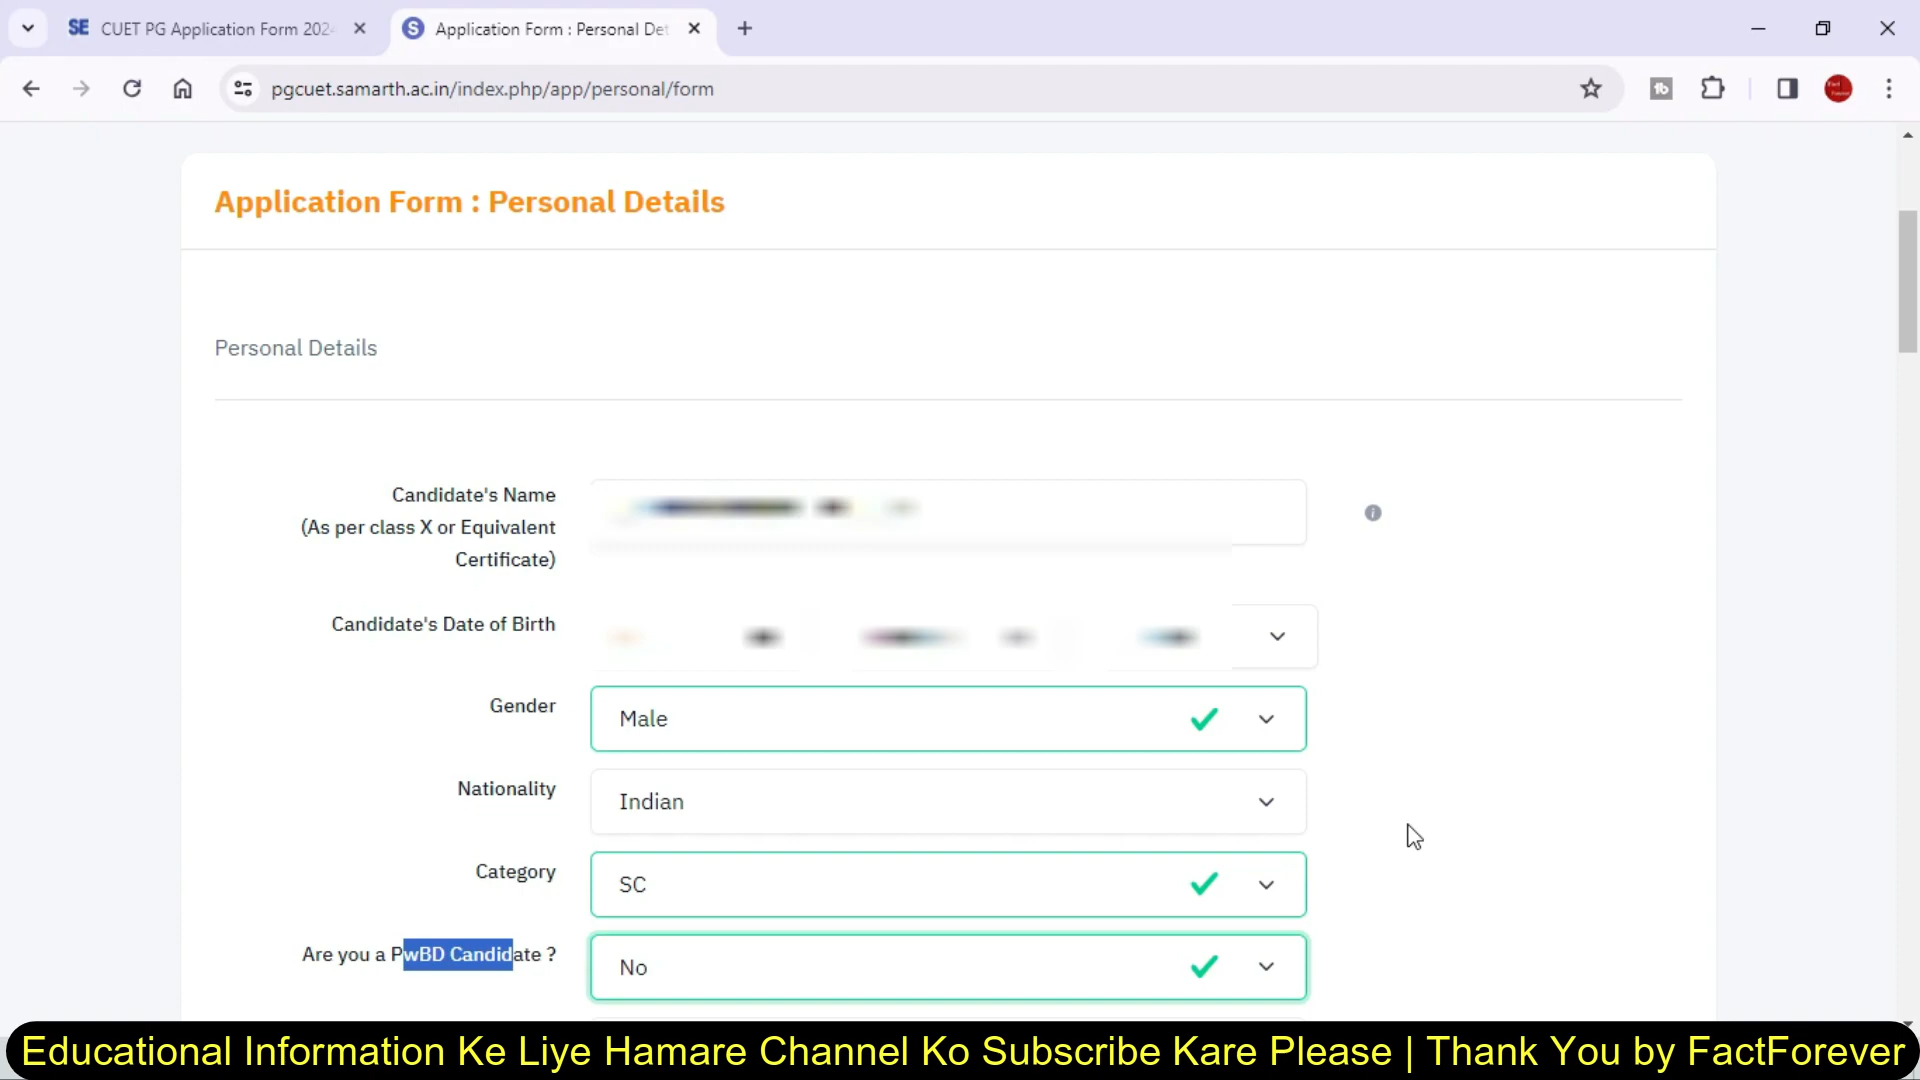 SE CUET PG Application Form 202
S Application Form : Personal Det
pgcuet.samarth.ac.in/index.php/app/personal/form
Application Form : Personal Details
Personal Details
Candidate's Name
(As per class X or Equivalent
Certificate)
Candidate's Date of Birth
Gender
Male
Nationality
Indian
Category
SC
Are you a PwBD Candidate ?
No
Educational Information Ke Liye Hamare Channel Ko Subscribe Kare Please | Thank You by FactForever